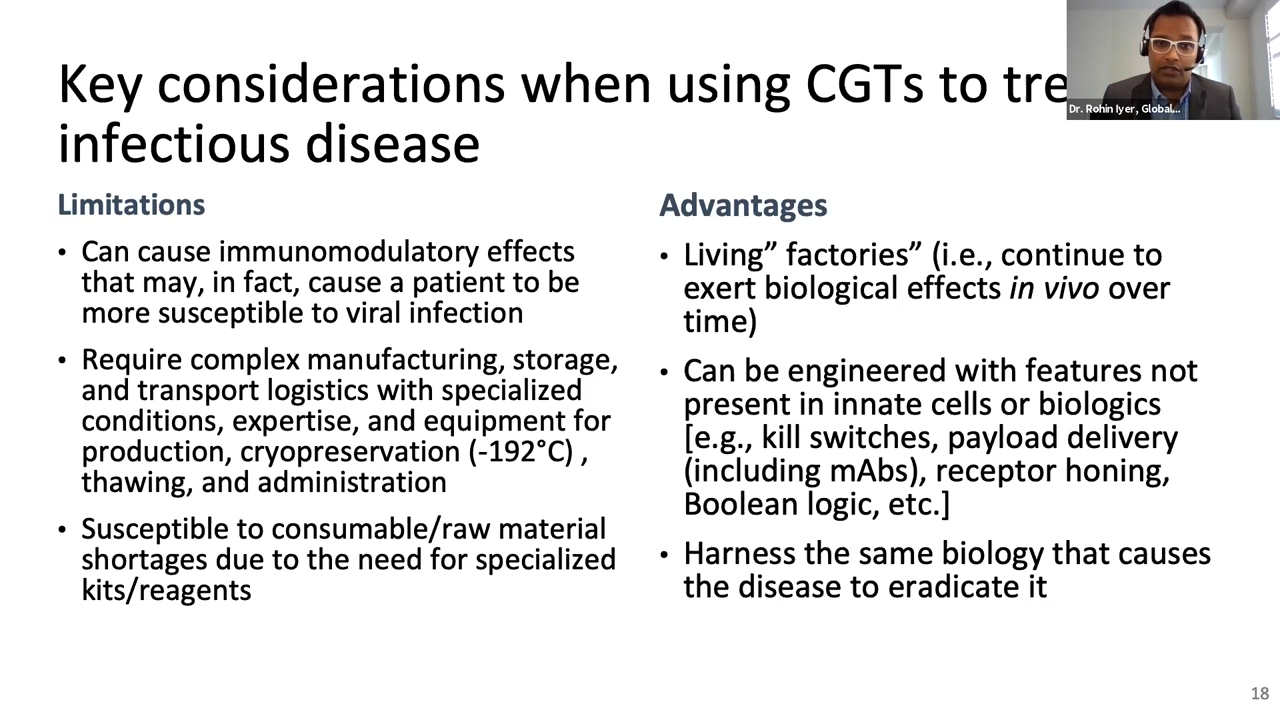 Key considerations when using CGTs to tre
infectious disease
Dr. Rohin Iyer, Global...
Limitations
• Can cause immunomodulatory effects
that may, in fact, cause a patient to be
more susceptible to viral infection
• Require complex manufacturing, storage,
and transport logistics with specialized
conditions, expertise, and equipment for
production, cryopreservation (-192°C) ,
thawing, and administration
• Susceptible to consumable/raw material
shortages due to the need for specialized
kits/reagents
Advantages
• Living” factories” (i.e., continue to
exert biological effects in vivo over
time)
• Can be engineered with features not
present in innate cells or biologics
[e.g., kill switches, payload delivery
(including mAbs), receptor honing,
Boolean logic, etc.]
• Harness the same biology that causes
the disease to eradicate it
18